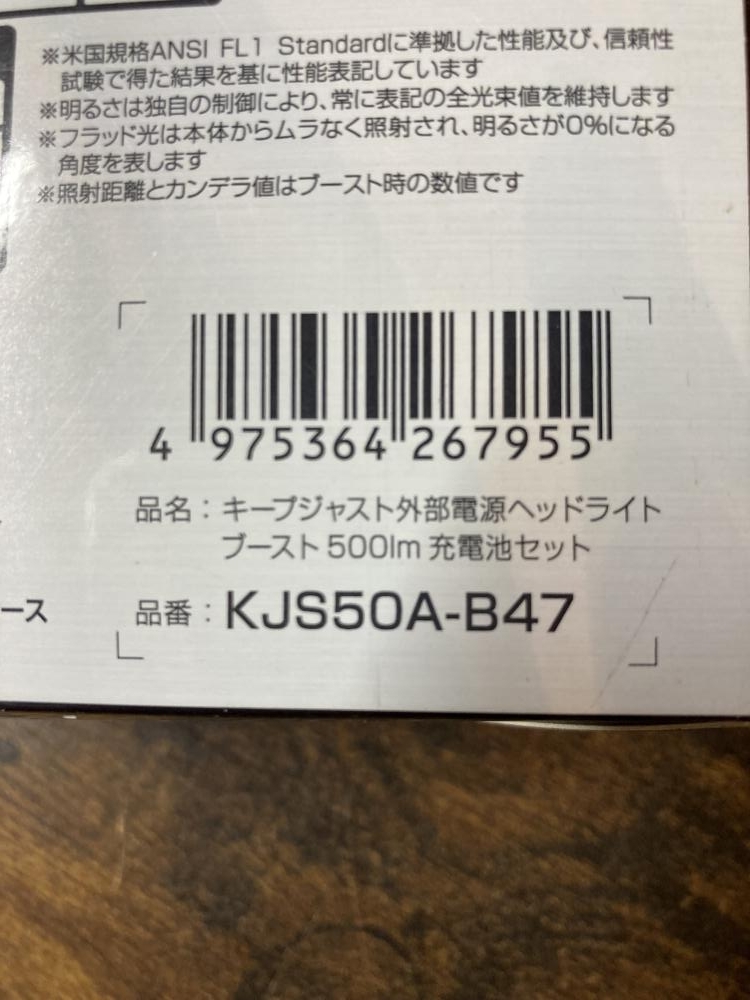 ※米国規格ANSI FL1 Standardに準拠した性能及び、信頼性
試験で得た結果を基に性能表記しています
※明るさは独自の制御により、常に表記の全光束値を維持します
※フラッド光は本体からムラなく照射され、明るさが0%になる
角度を表します
※照射距離とカンデラ値はブースト時の数値です
4 975364 267955
品名：キープジャスト外部電源ヘッドライト
ブースト500lm 充電池セット
ース
品番：KJS50A-B47